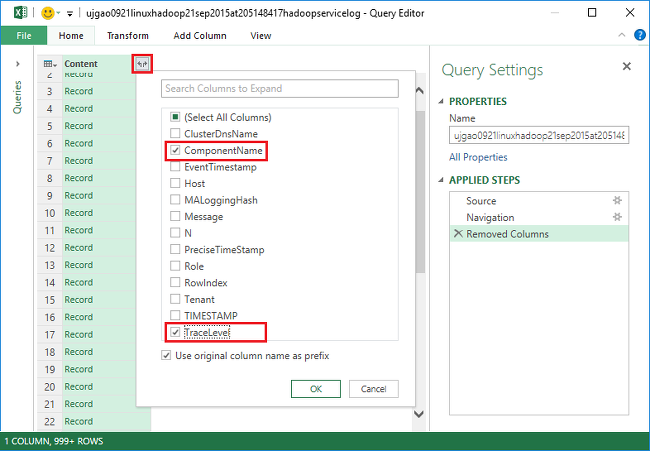 ujgao0921linuxhadoop21sep2015at205148417hadoopservicelog - Query Editor
File Home Transform Add Column View
Queries
Content
2 Record
3 Record
4 Record
5 Record
6 Record
7 Record
8 Record
9 Record
10 Record
11 Record
12 Record
13 Record
14 Record
15 Record
16 Record
17 Record
18 Record
19 Record
20 Record
21 Record
22 Record
Search Columns to Expand
(Select All Columns)
ClusterDnsName
ComponentName
EventTimestamp
Host
MALoggingHash
Message
N
PreciseTimeStamp
Role
RowIndex
Tenant
TIMESTAMP
TraceLevel
Use original column name as prefix
OK Cancel
Query Settings
PROPERTIES
Name
ujgao0921linuxhadoop21sep2015at205148
All Properties
APPLIED STEPS
Source
Navigation
Removed Columns
1 COLUMN, 999+ ROWS